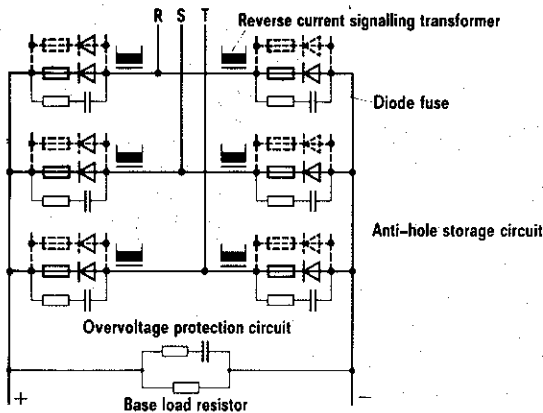 R S T
Reverse current signalling transformer
Diode fuse
Anti-hole storage circuit
Overvoltage protection circuit
+ −
Base load resistor